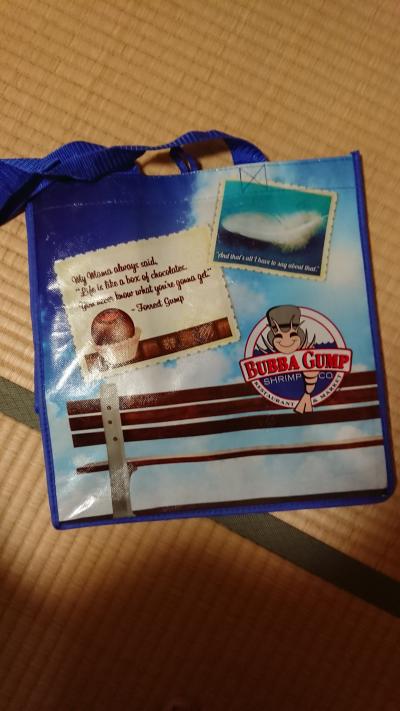 My Mama always said,
"Life is like a box of chocolates.
You never know what you're gonna get."
- Forrest Gump
"And that's all I have to say about that."
BUBBA GUMP
SHRIMP CO.
RESTAURANT & MARKET